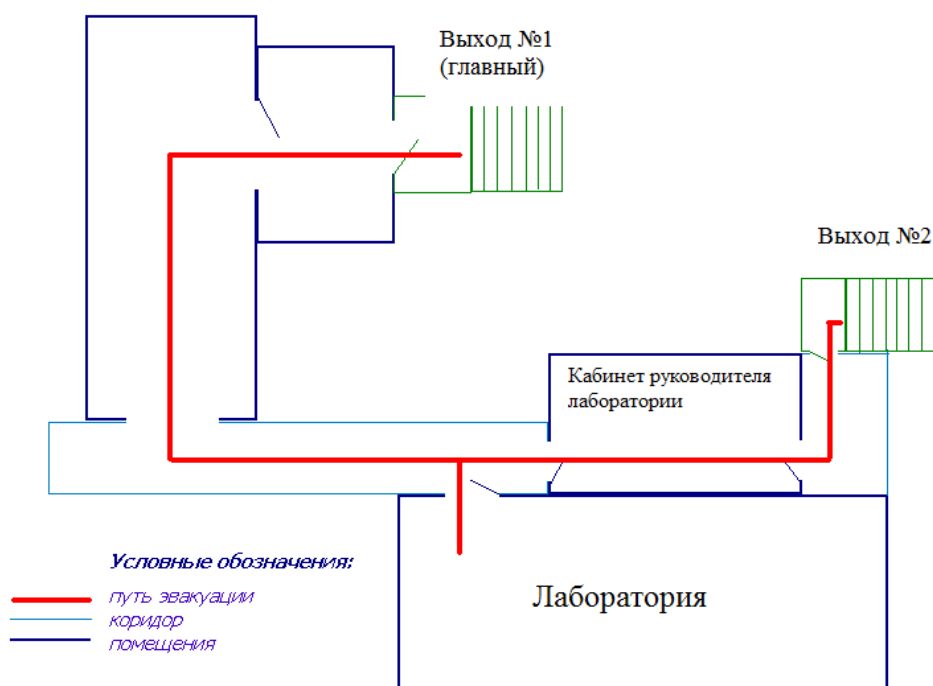 Выход №1
(главный)
Выход №2
Кабинет руководителя
лаборатории
Лаборатория
Условные обозначения:
путь эвакуации
коридор
помещения